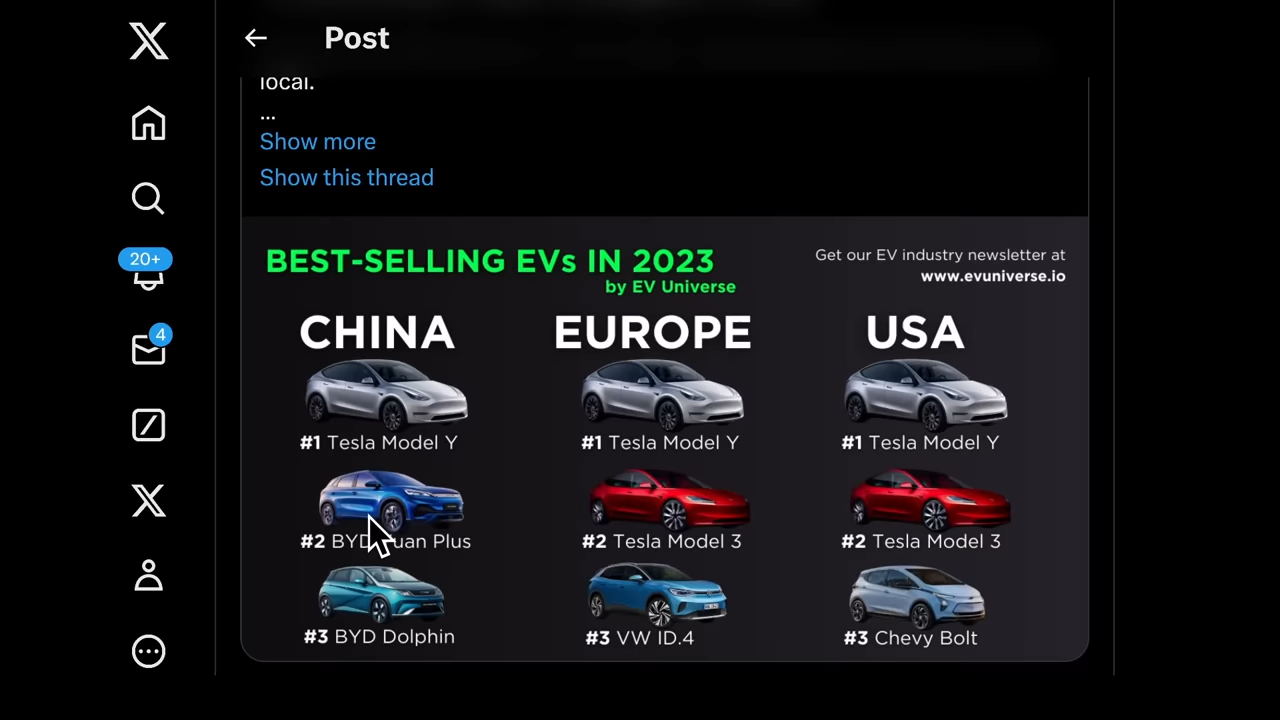 Post
local.
...
Show more
Show this thread
20+
4
BEST-SELLING EVs IN 2023
by EV Universe
Get our EV industry newsletter at
www.evuniverse.io
CHINA
EUROPE
USA
#1 Tesla Model Y
#1 Tesla Model Y
#1 Tesla Model Y
#2 BYD Plus
#2 Tesla Model 3
#2 Tesla Model 3
#3 BYD Dolphin
#3 VW ID.4
#3 Chevy Bolt